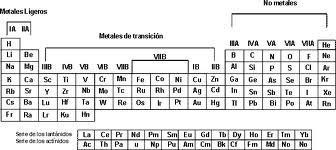 No metales
Metales Ligeros
IA IIA
Metales de transición
IIIA IVA VA VIA VIIA He
H
VIIB
B C N O F Ne
Li Be
IIIB IVB VB VIB VIIB IB IIB
Na Mg Al Si P S Cl Ar
K Ca Sc Ti V Cr Mn Fe Co Ni Cu Zn Ga Ge As Se Br Kr
Rb Sr Y Zr Nb Mo Tc Ru Rh Pd Ag Cd In Sn Sb Te I Xe
Cs Ba Lu Hf Ta W Re Os Ir Pt Au Hg Tl Pb Bi Po At Rn
Fr Ra Lr Ku Ha
Serie de los lantánidos La Ce Pr Nd Pm Sm Eu Gd Tb Dy Ho Er Tm Yb
Serie de los actínidos Ac Th Pa u Np Pu Am Cm Bk Cf Fm Md No